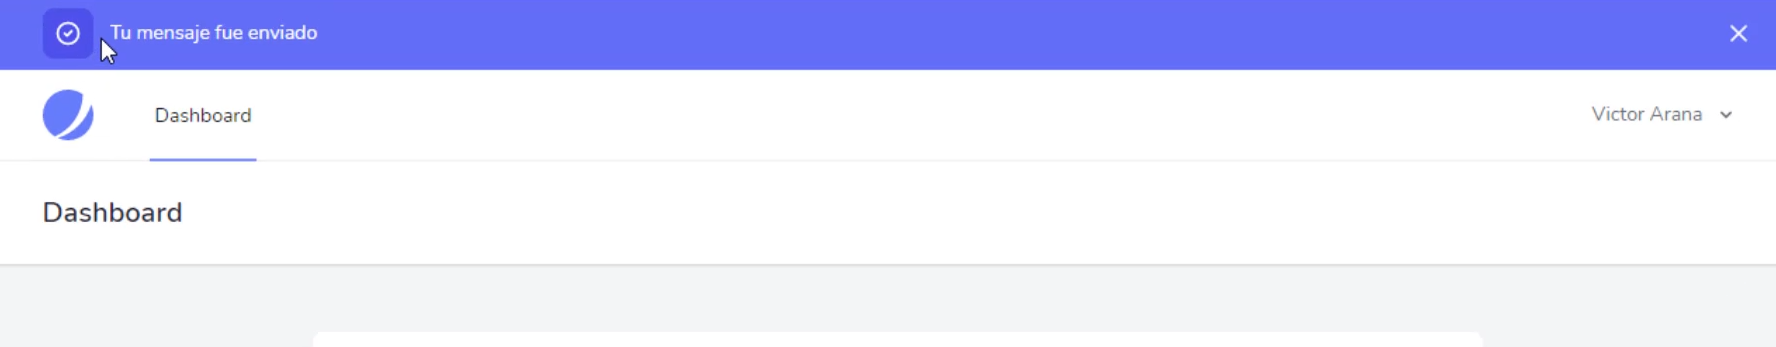 Tu mensaje fue enviado
Dashboard
Victor Arana
Dashboard